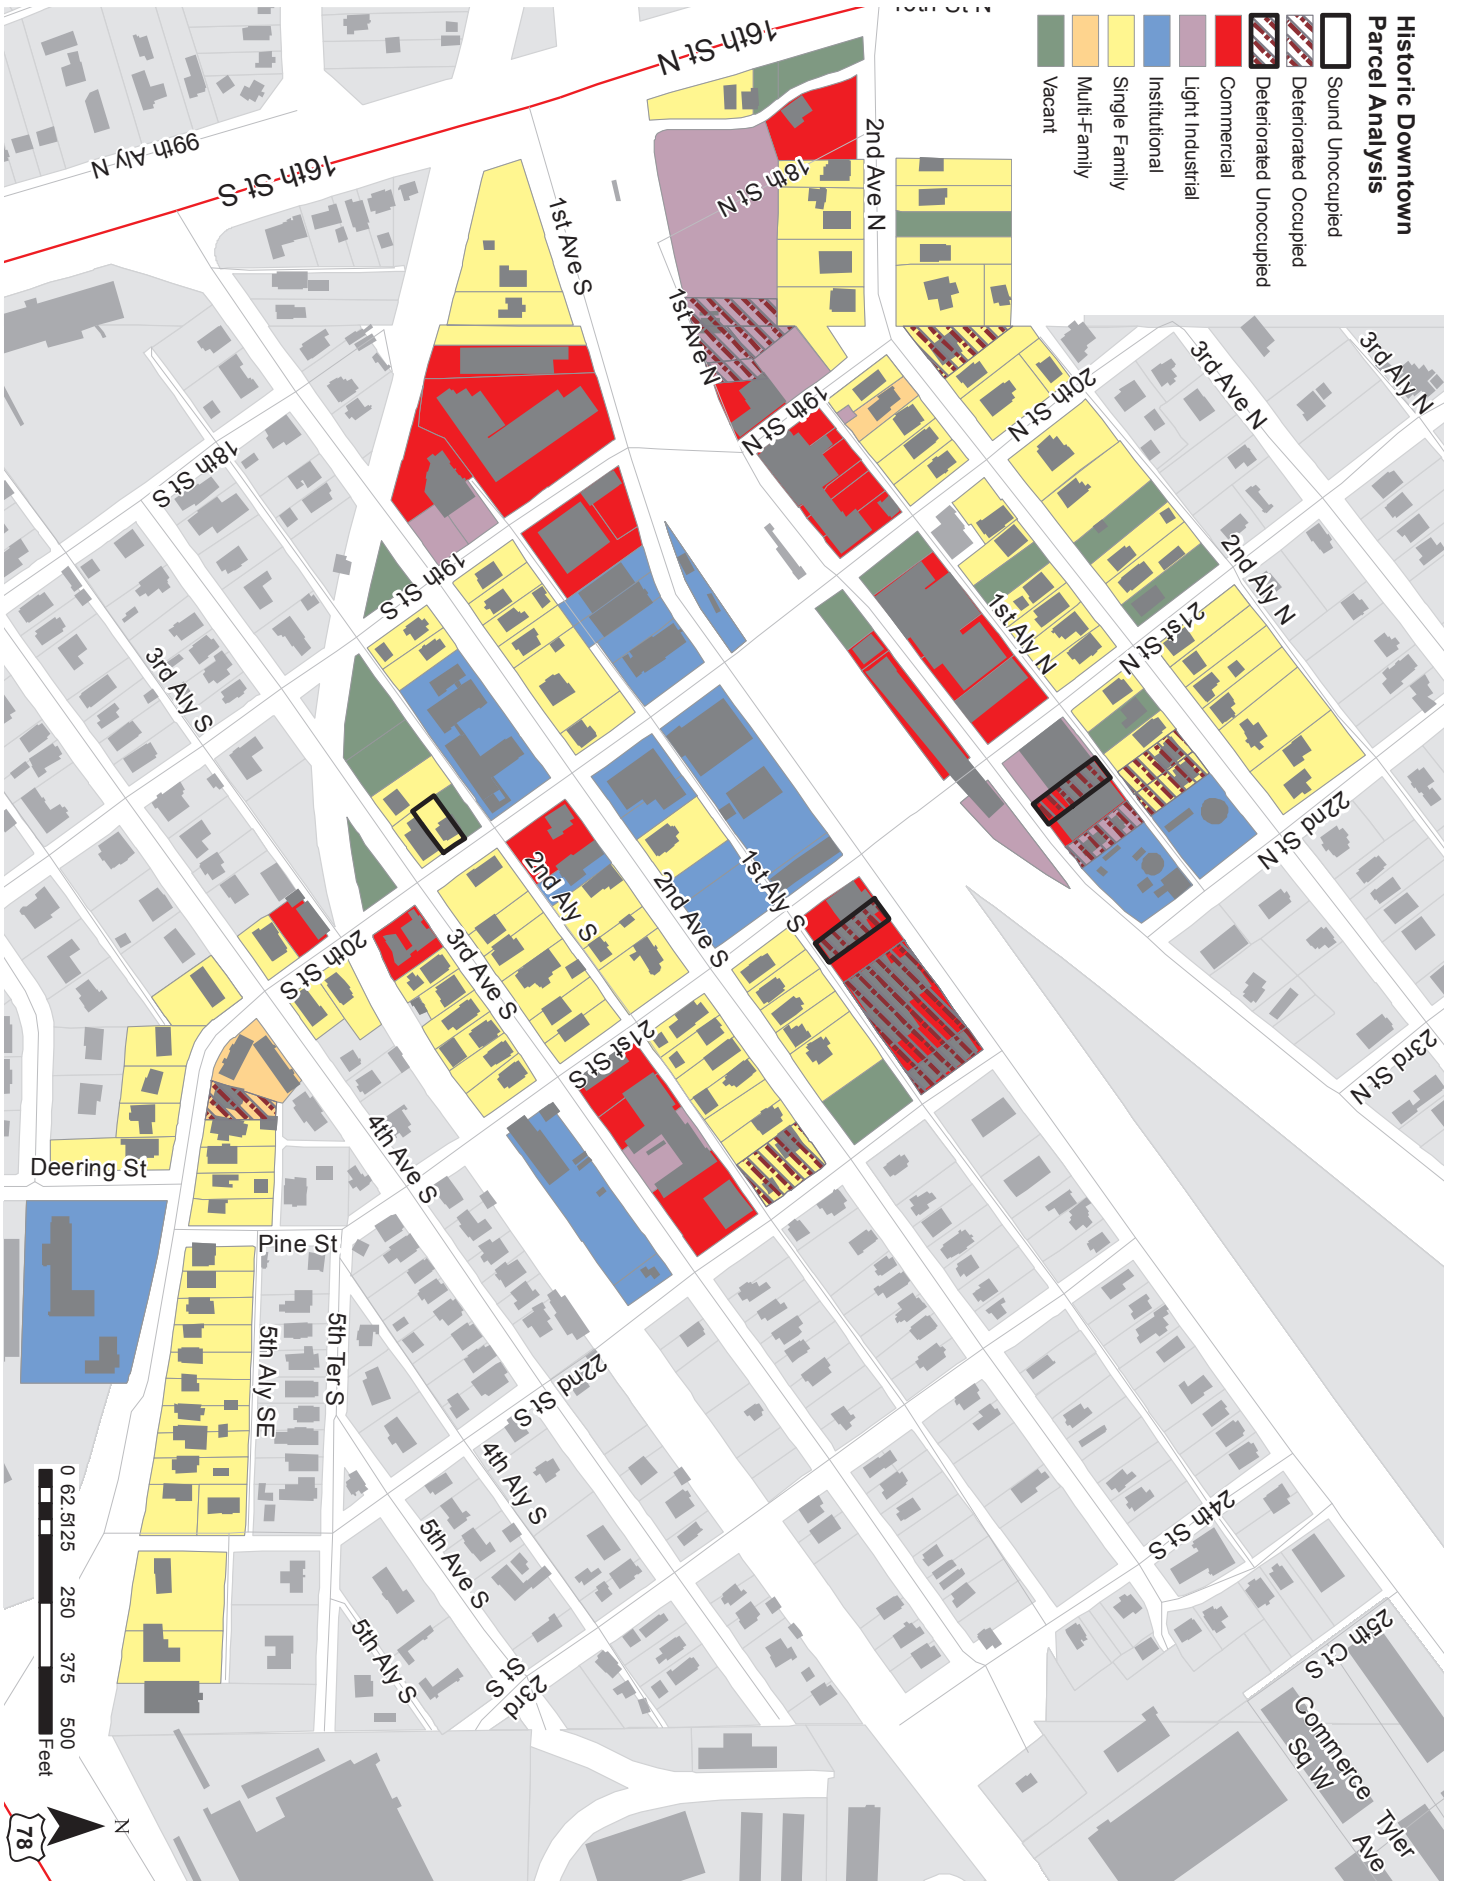 Historic Downtown
Parcel Analysis
Sound Unoccupied
Deteriorated Occupied
Deteriorated Unoccupied
Commercial
Light Industrial
Institutional
Single Family
Multi-Family
Vacant
16th St N
99th Aly N
16th St S
2nd Ave N
18th St N
1st Ave S
1st Ave N
19th St N
20th St N
3rd Ave N
3rd Aly N
18th St S
19th St S
2nd Aly N
1st Aly N
21st St N
3rd Aly S
22nd St N
2nd Aly S
2nd Ave S
1st Aly S
20th St S
3rd Ave S
21st St S
23rd St N
4th Ave S
Deering St
Pine St
5th Ter S
5th Aly SE
22nd St S
4th Aly S
5th Ave S
24th St S
5th Aly S
23rd
St S
25th Ct S
Commerce
Sq W
Tyler
Ave
0 62.5125 250 375 500
Feet
N
78